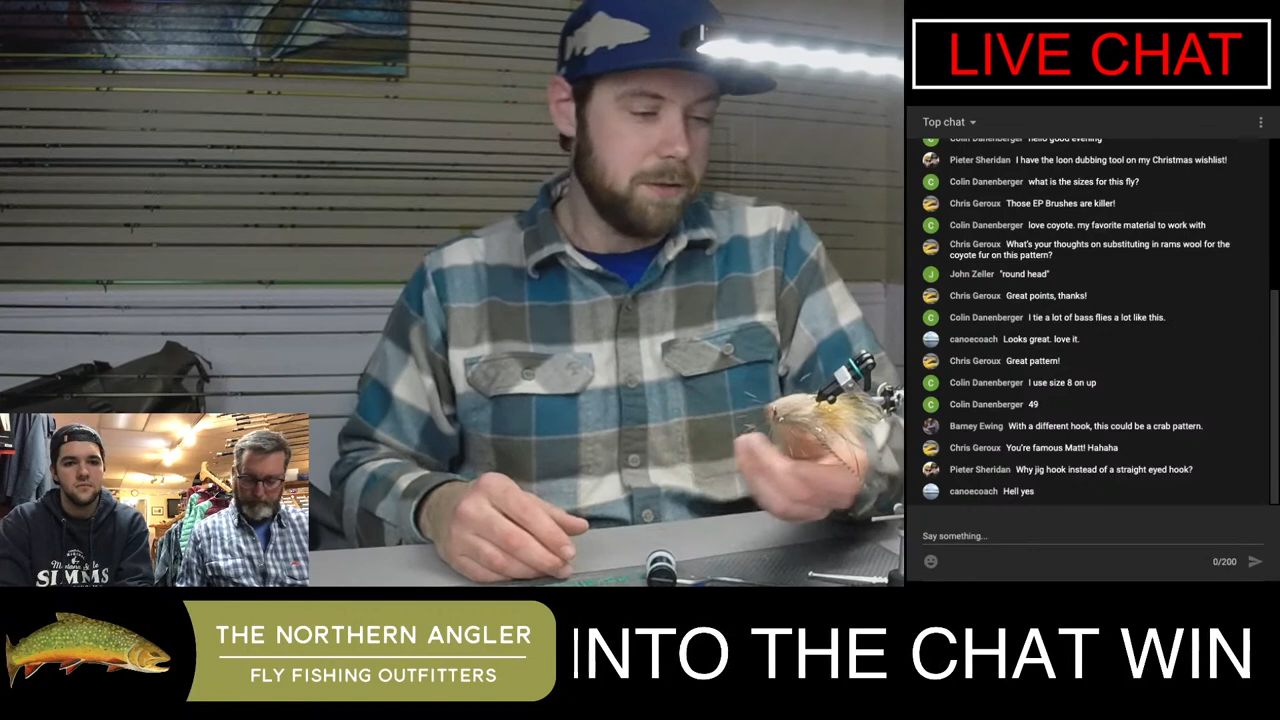 LIVE CHAT
Top chat
Colin Danenberger hello good evening
Pieter Sheridan I have the loon dubbing tool on my Christmas wishlist!
C Colin Danenberger what is the sizes for this fly?
Chris Geroux Those EP Brushes are killer!
C Colin Danenberger love coyote. my favorite material to work with
Chris Geroux What's your thoughts on substituting in rams wool for the
coyote fur on this pattern?
J John Zeller "round head"
Chris Geroux Great points, thanks!
C Colin Danenberger I tie a lot of bass flies a lot like this.
canoecoach Looks great. love it.
Chris Geroux Great pattern!
C Colin Danenberger I use size 8 on up
C Colin Danenberger 49
Barney Ewing With a different hook, this could be a crab pattern.
Chris Geroux You're famous Matt! Hahaha
Pieter Sheridan Why jig hook instead of a straight eyed hook?
canoecoach Hell yes
Say something...
0/200
SIMMS
THE NORTHERN ANGLER
FLY FISHING OUTFITTERS
INTO THE CHAT WIN